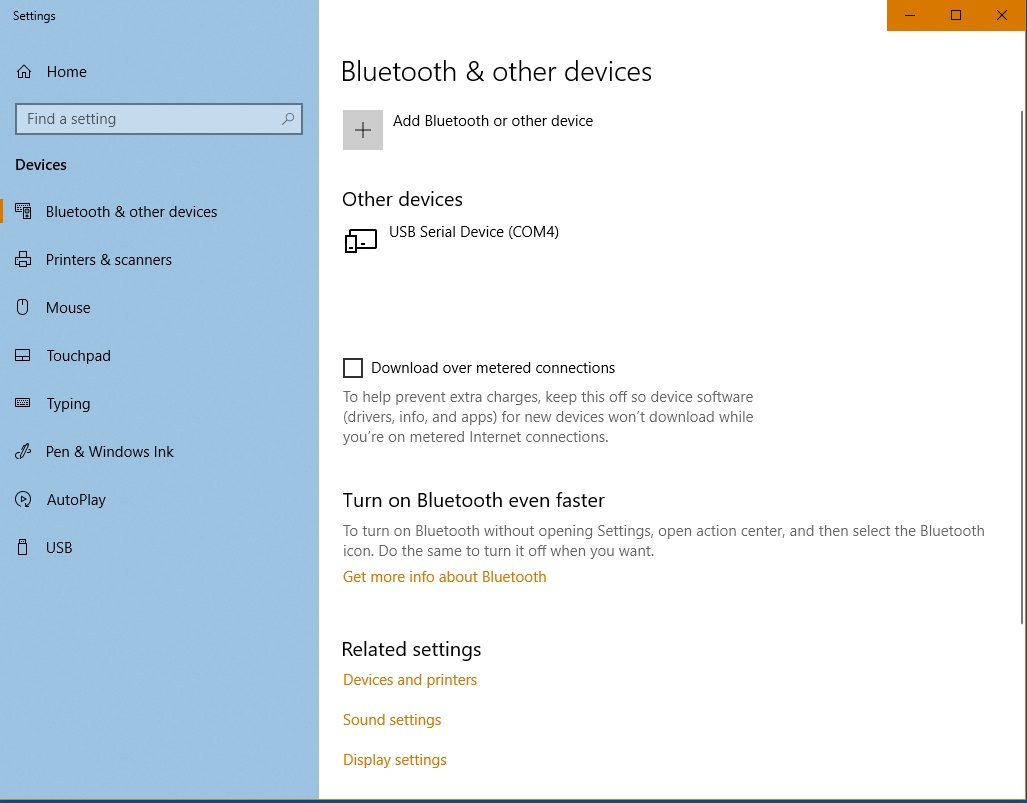 Settings
Home
Find a setting
Devices
Bluetooth & other devices
Printers & scanners
Mouse
Touchpad
Typing
Pen & Windows Ink
AutoPlay
USB
Bluetooth & other devices
Add Bluetooth or other device
Other devices
USB Serial Device (COM4)
Download over metered connections
To help prevent extra charges, keep this off so device software
(drivers, info, and apps) for new devices won't download while
you're on metered Internet connections.
Turn on Bluetooth even faster
To turn on Bluetooth without opening Settings, open action center, and then select the Bluetooth
icon. Do the same to turn it off when you want.
Get more info about Bluetooth
Related settings
Devices and printers
Sound settings
Display settings